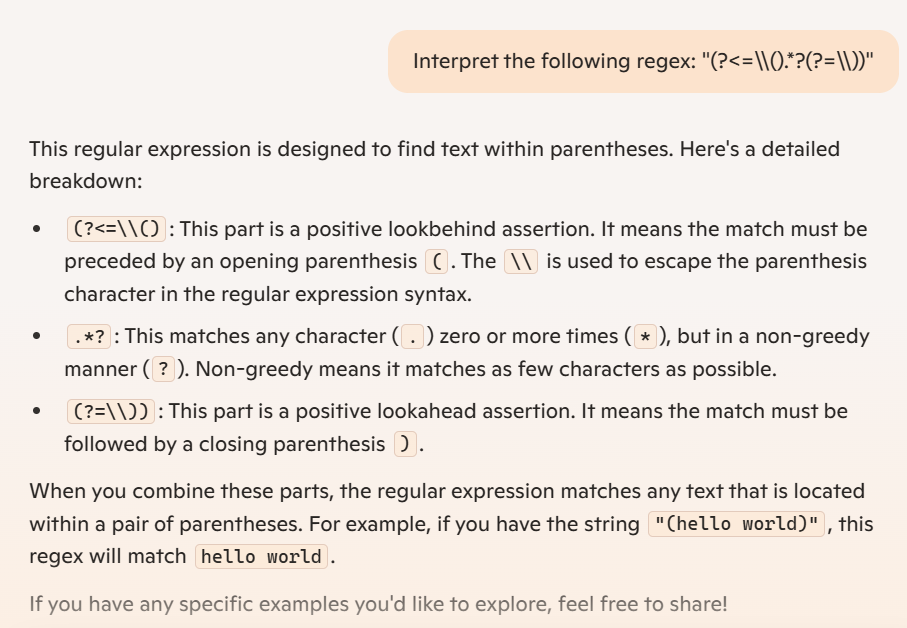 Interpret the following regex: "(?<=\\().*?(?=\\))"
This regular expression is designed to find text within parentheses. Here's a detailed
breakdown:
• (?<=\\() : This part is a positive lookbehind assertion. It means the match must be
preceded by an opening parenthesis ( . The \\ is used to escape the parenthesis
character in the regular expression syntax.
• .*? : This matches any character ( . ) zero or more times ( * ), but in a non-greedy
manner ( ? ). Non-greedy means it matches as few characters as possible.
• (?=\\)) : This part is a positive lookahead assertion. It means the match must be
followed by a closing parenthesis ) .
When you combine these parts, the regular expression matches any text that is located
within a pair of parentheses. For example, if you have the string "(hello world)" , this
regex will match hello world .
If you have any specific examples you'd like to explore, feel free to share!